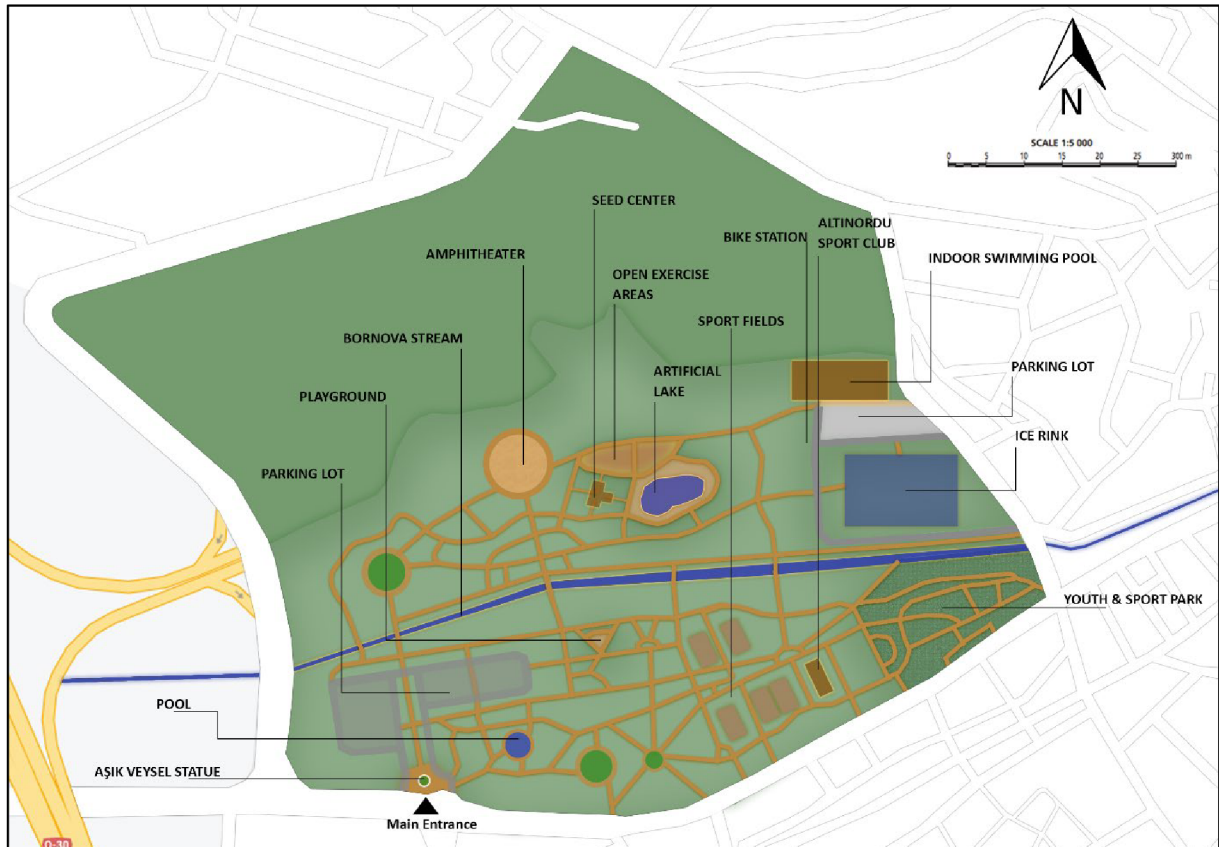 N
SCALE 1:5 000
0 5 10 15 20 25 300 m
SEED CENTER
ALTINORDU
SPORT CLUB
BIKE STATION
AMPHITHEATER
INDOOR SWIMMING POOL
OPEN EXERCISE
AREAS
SPORT FIELDS
BORNOVA STREAM
PARKING LOT
ARTIFICIAL
LAKE
PLAYGROUND
ICE RINK
PARKING LOT
YOUTH & SPORT PARK
POOL
AŞIK VEYSEL STATUE
Main Entrance
O-30